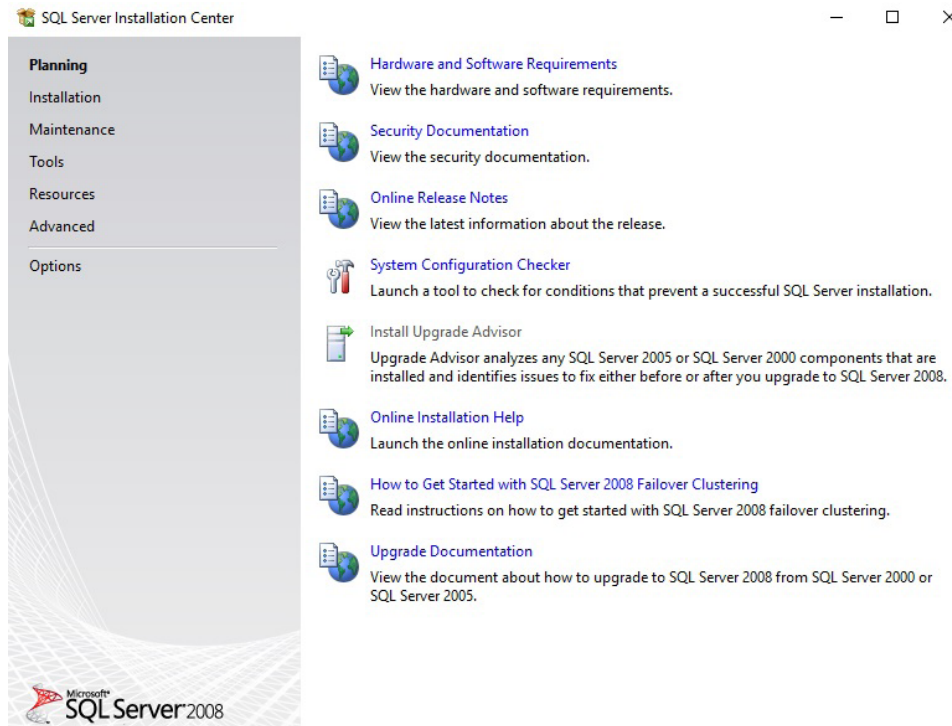 SQL Server Installation Center
Planning
Installation
Maintenance
Tools
Resources
Advanced
Options
Hardware and Software Requirements
View the hardware and software requirements.
Security Documentation
View the security documentation.
Online Release Notes
View the latest information about the release.
System Configuration Checker
Launch a tool to check for conditions that prevent a successful SQL Server installation.
Install Upgrade Advisor
Upgrade Advisor analyzes any SQL Server 2005 or SQL Server 2000 components that are
installed and identifies issues to fix either before or after you upgrade to SQL Server 2008.
Online Installation Help
Launch the online installation documentation.
How to Get Started with SQL Server 2008 Failover Clustering
Read instructions on how to get started with SQL Server 2008 failover clustering.
Upgrade Documentation
View the document about how to upgrade to SQL Server 2008 from SQL Server 2000 or
SQL Server 2005.
Microsoft®
SQL Server 2008